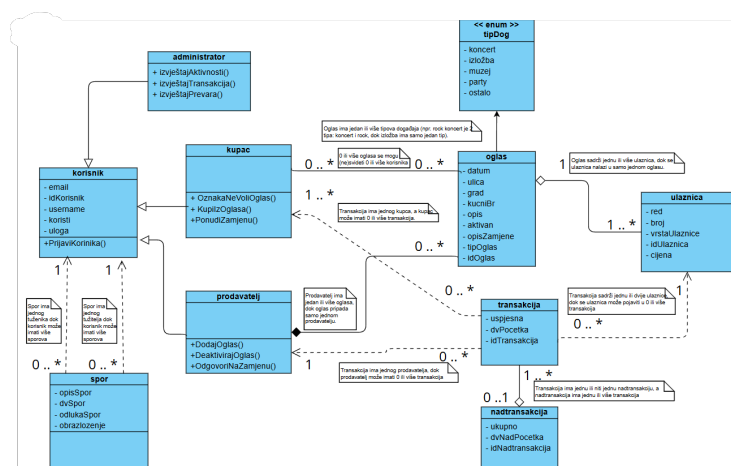 << enum >>
tipDog
- koncert
- izložba
- muzej
- party
- ostalo
administrator
+ izvještajAktivnosti()
+ izvještajTransakcija()
+ izvještajPrevara()
Oglas ima jedan ili više tipova događaja (npr. rock koncert je 2
tipa: koncert i rock, dok izložba ima samo jedan tip).
kupac
+ OznakaNeVoliOglas()
+ KupiIzOglasa()
+ PonudiZamjenu()
0 .. *
0 ili više oglasa se mogu
(ne)svideti 0 ili više korisnika
0 .. *
oglas
- datum
- ulica
- grad
- kucniBr
- opis
- aktivan
- opisZamjene
- tipOglas
- idOglas
1
Oglas sadrži jednu ili više ulaznica, dok se
ulaznica nalazi u samo jednom oglasu.
korisnik
- email
- idKorisnik
- username
- koristi
- uloga
+PrijaviKorinika()
ulaznica
- red
- broj
- vrstaUlaznice
- idUlaznica
- cijena
1 .. *
1 .. *
Transakcija ima jednog kupca, a kupac
može imati 0 ili više transakcija.
0 .. *
1
1
1
prodavatelj
+DodajOglas()
+DeaktivirajOglas()
+OdgovoriNaZamjenu()
Prodavatelj ima
jedan ili više oglasa,
dok oglas pripada
samo jednom
prodavatelju.
0 .. *
transakcija
- uspjesna
- dvPocetka
- idTransakcija
Transakcija sadrži jednu ili dvije ulaznice,
dok se ulaznica može pojaviti u 0 ili više
transakcija
0 .. *
Spor ima
jednog
tuženika dok
korisnik može
imati više
sporova
Spor ima
jednog
tužitelja dok
korisnik može
imati više
sporova
0 .. *
0 .. *
1
0 .. *
Transakcija ima jednog prodavatelja, dok
prodavatelj može imati 0 ili više transakcija
1 .. *
0 .. 1
Transakcija ima jednu ili niti jednu nadtransakciju, a
nadtransakcija ima jednu ili više transakcija
spor
- opisSpor
- dvSpor
- odlukaSpor
- obrazlozenje
nadtransakcija
- ukupno
- dvNadPocetka
- idNadtransakcija